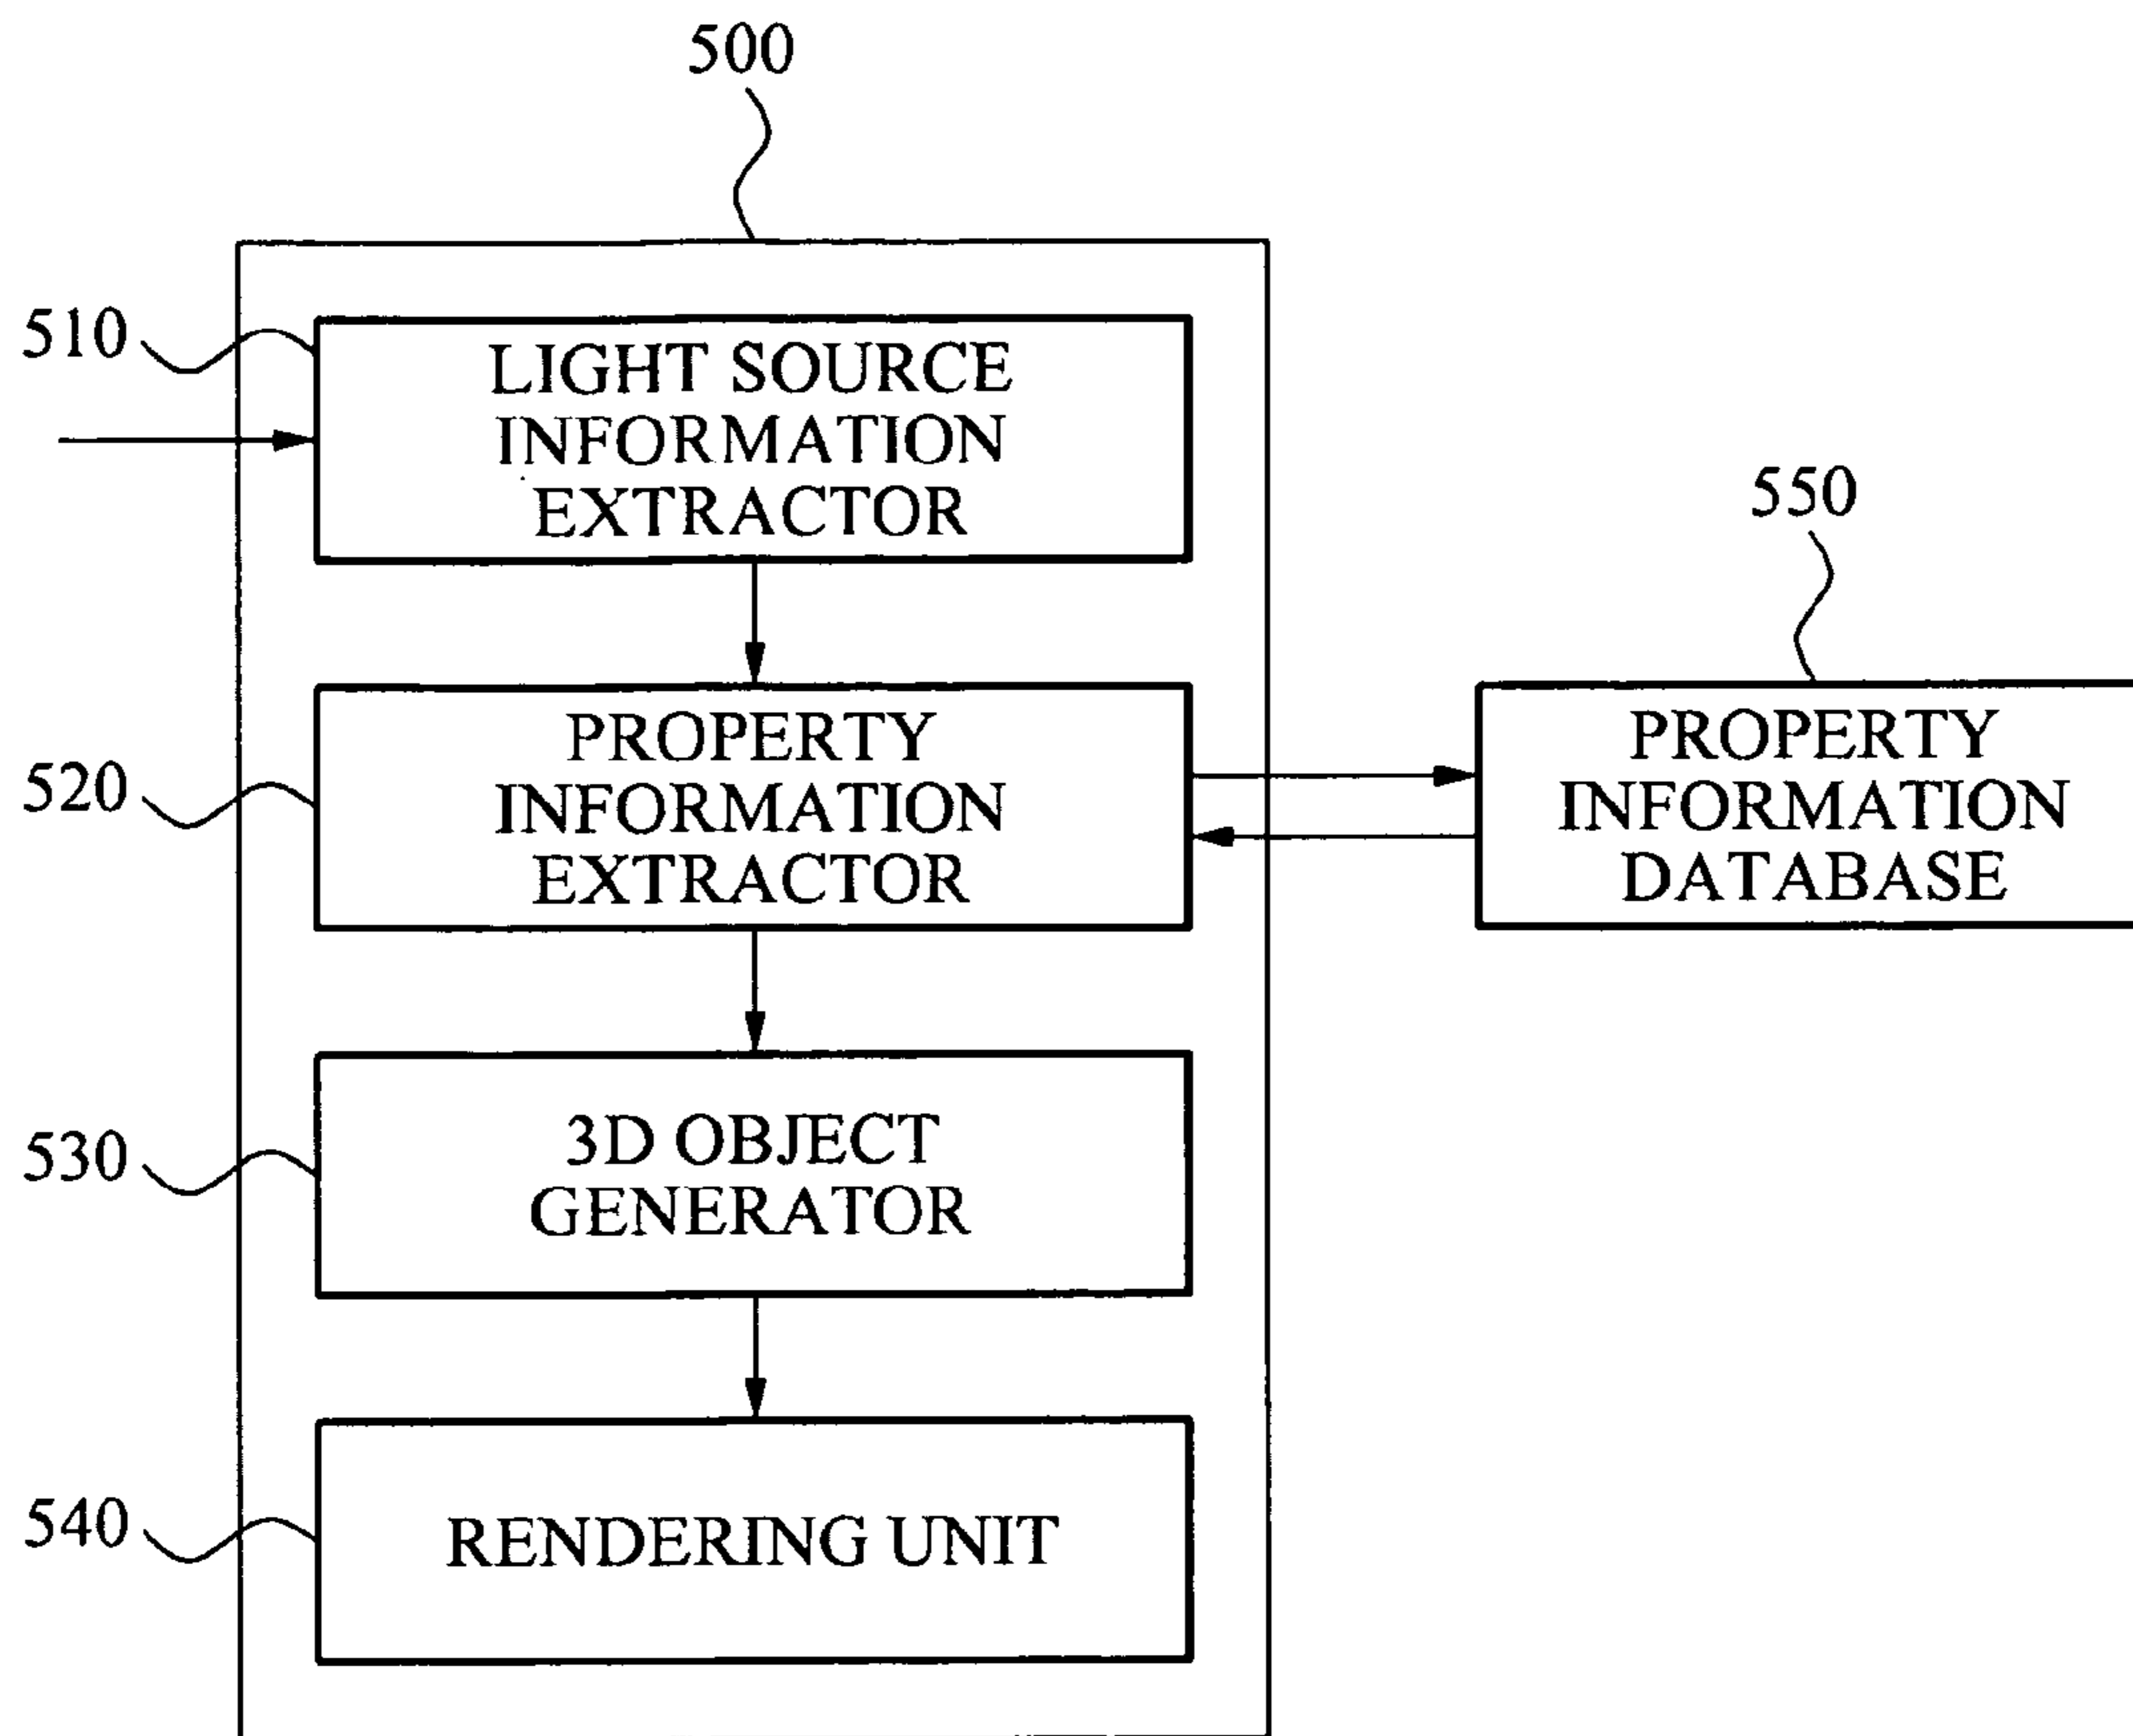 500
510
LIGHT SOURCE
INFORMATION
EXTRACTOR
550
520
PROPERTY
INFORMATION
EXTRACTOR
PROPERTY
INFORMATION
DATABASE
530
3D OBJECT
GENERATOR
540
RENDERING UNIT